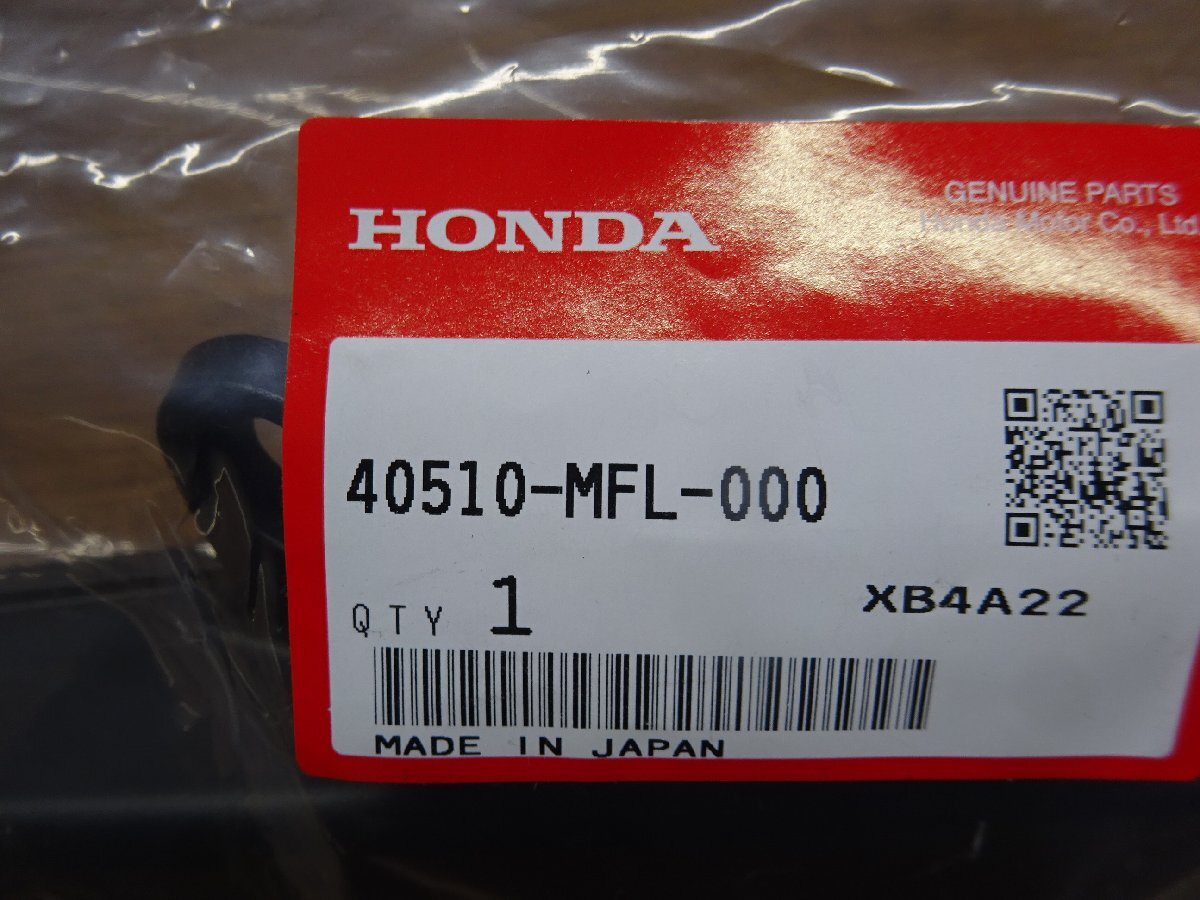 HONDA
GENUINE PARTS
Honda Motor Co., Ltd
40510-MFL-000
QTY 1
XB4A22
MADE IN JAPAN